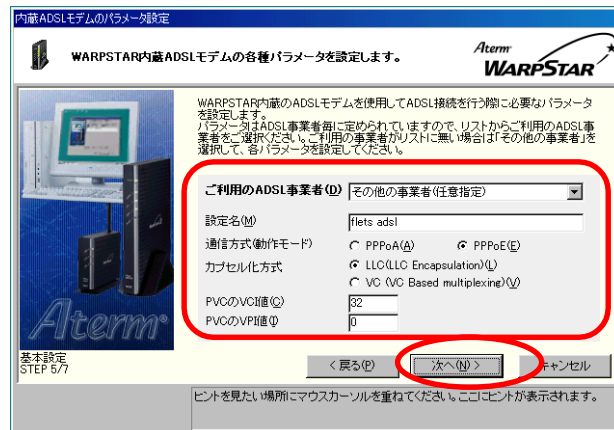 内蔵ADSLモデムのパラメータ設定
WARPSTAR内蔵ADSLモデムの各種パラメータを設定します。
Aterm
WARPSTAR
WARPSTAR内蔵のADSLモデムを使用してADSL接続を行う際に必要なパラメータ
を設定します。
パラメータはADSL事業者毎に定められていますので、リストからご利用のADSL事
業者をご選択ください。ご利用の事業者がリストに無い場合は「その他の事業者」を
選択して、各パラメータを設定してください。
ご利用のADSL事業者(D) その他の事業者(任意指定)
設定名(M) flets adsl
通信方式(動作モード) PPPoA(A) PPPoE(E)
カプセル化方式 LLC(LLC Encapsulation)(L)
VC (VC Based multiplexing)(V)
PVCのVCI値(C) 32
PVCのVPI値(I) 0
Aterm®
基本設定
STEP 5/7
< 戻る(P) 次へ(N) > キャンセル
ヒントを見たい場所にマウスカーソルを重ねてください。ここにヒントが表示されます。